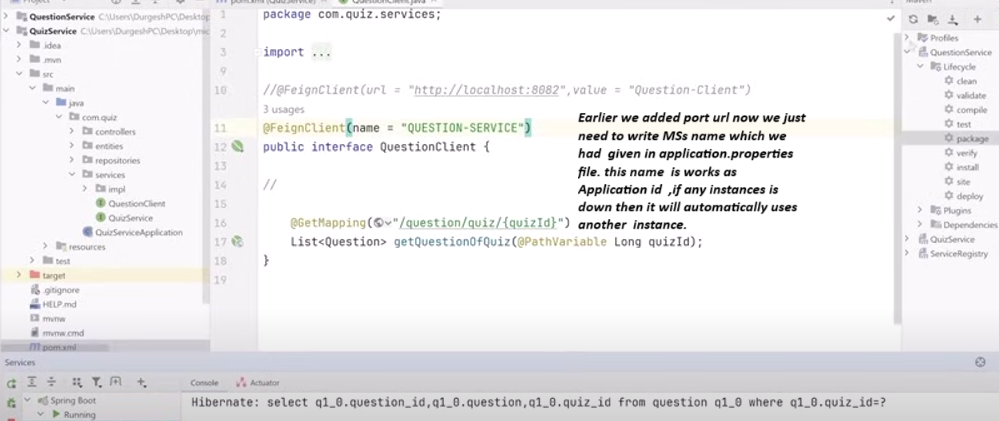 QuestionService C:\Users\DurgeshPC\Desktop
QuizService C:\Users\DurgeshPC\Desktop\mic
.idea
.mvn
src
main
java
com.quiz
controllers
entities
repositories
services
impl
QuestionClient
QuizService
QuizServiceApplication
resources
test
target
.gitignore
HELP.md
mvnw
mvnw.cmd
pom.xml
1 package com.quiz.services;
3 import ...
9
10 //@FeignClient(url = "http://localhost:8082",value = "Question-Client")
3 usages
11 @FeignClient(name = "QUESTION-SERVICE")
12 public interface QuestionClient {
13
14 //
15
16 @GetMapping("/question/quiz/{quizId}")
17 List<Question> getQuestionOfQuiz(@PathVariable Long quizId);
18 }
19
Earlier we added port url now we just
need to write MSs name which we
had given in application.properties
file. this name is works as
Application id ,if any instances is
down then it will automatically uses
another instance.
Profiles
QuestionService
Lifecycle
clean
validate
compile
test
package
verify
install
site
deploy
Plugins
Dependencies
QuizService
ServiceRegistry
Services
Console
Actuator
Spring Boot
Running
Hibernate: select q1_0.question_id,q1_0.question,q1_0.quiz_id from question q1_0 where q1_0.quiz_id=?